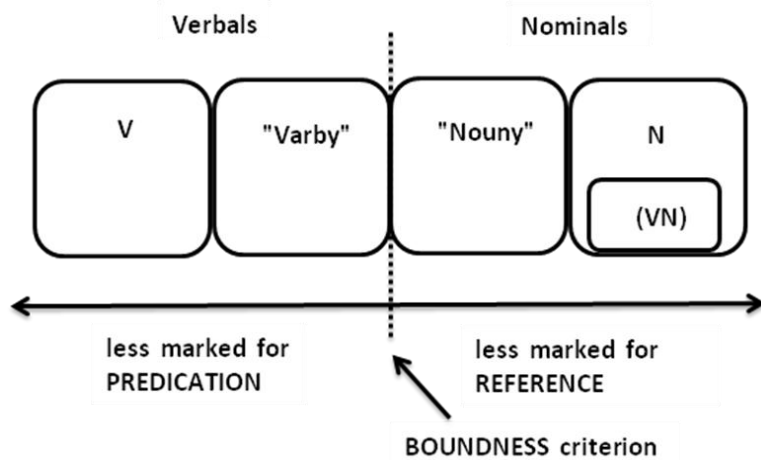 Verbals
Nominals
V
"Varby"
"Nouny"
N
(VN)
less marked for
PREDICATION
less marked for
REFERENCE
BOUNDNESS criterion